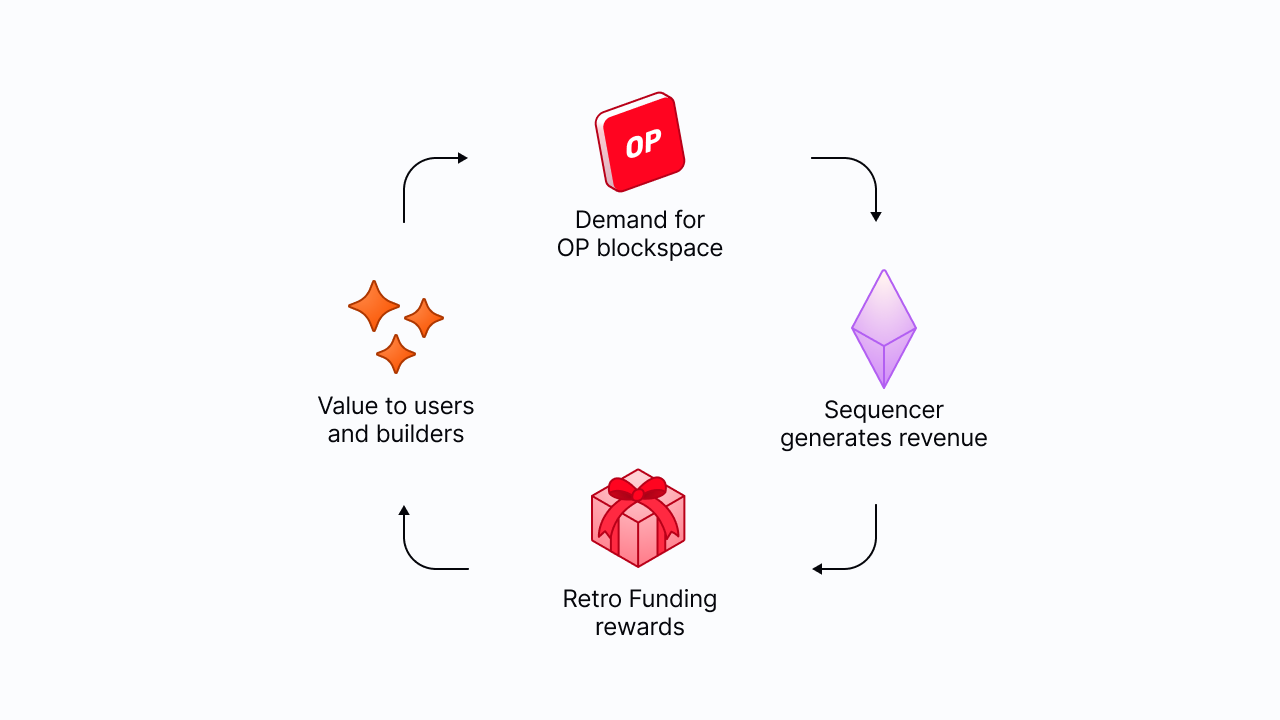 OP
Demand for
OP blockspace
Value to users
and builders
Sequencer
generates revenue
Retro Funding
rewards